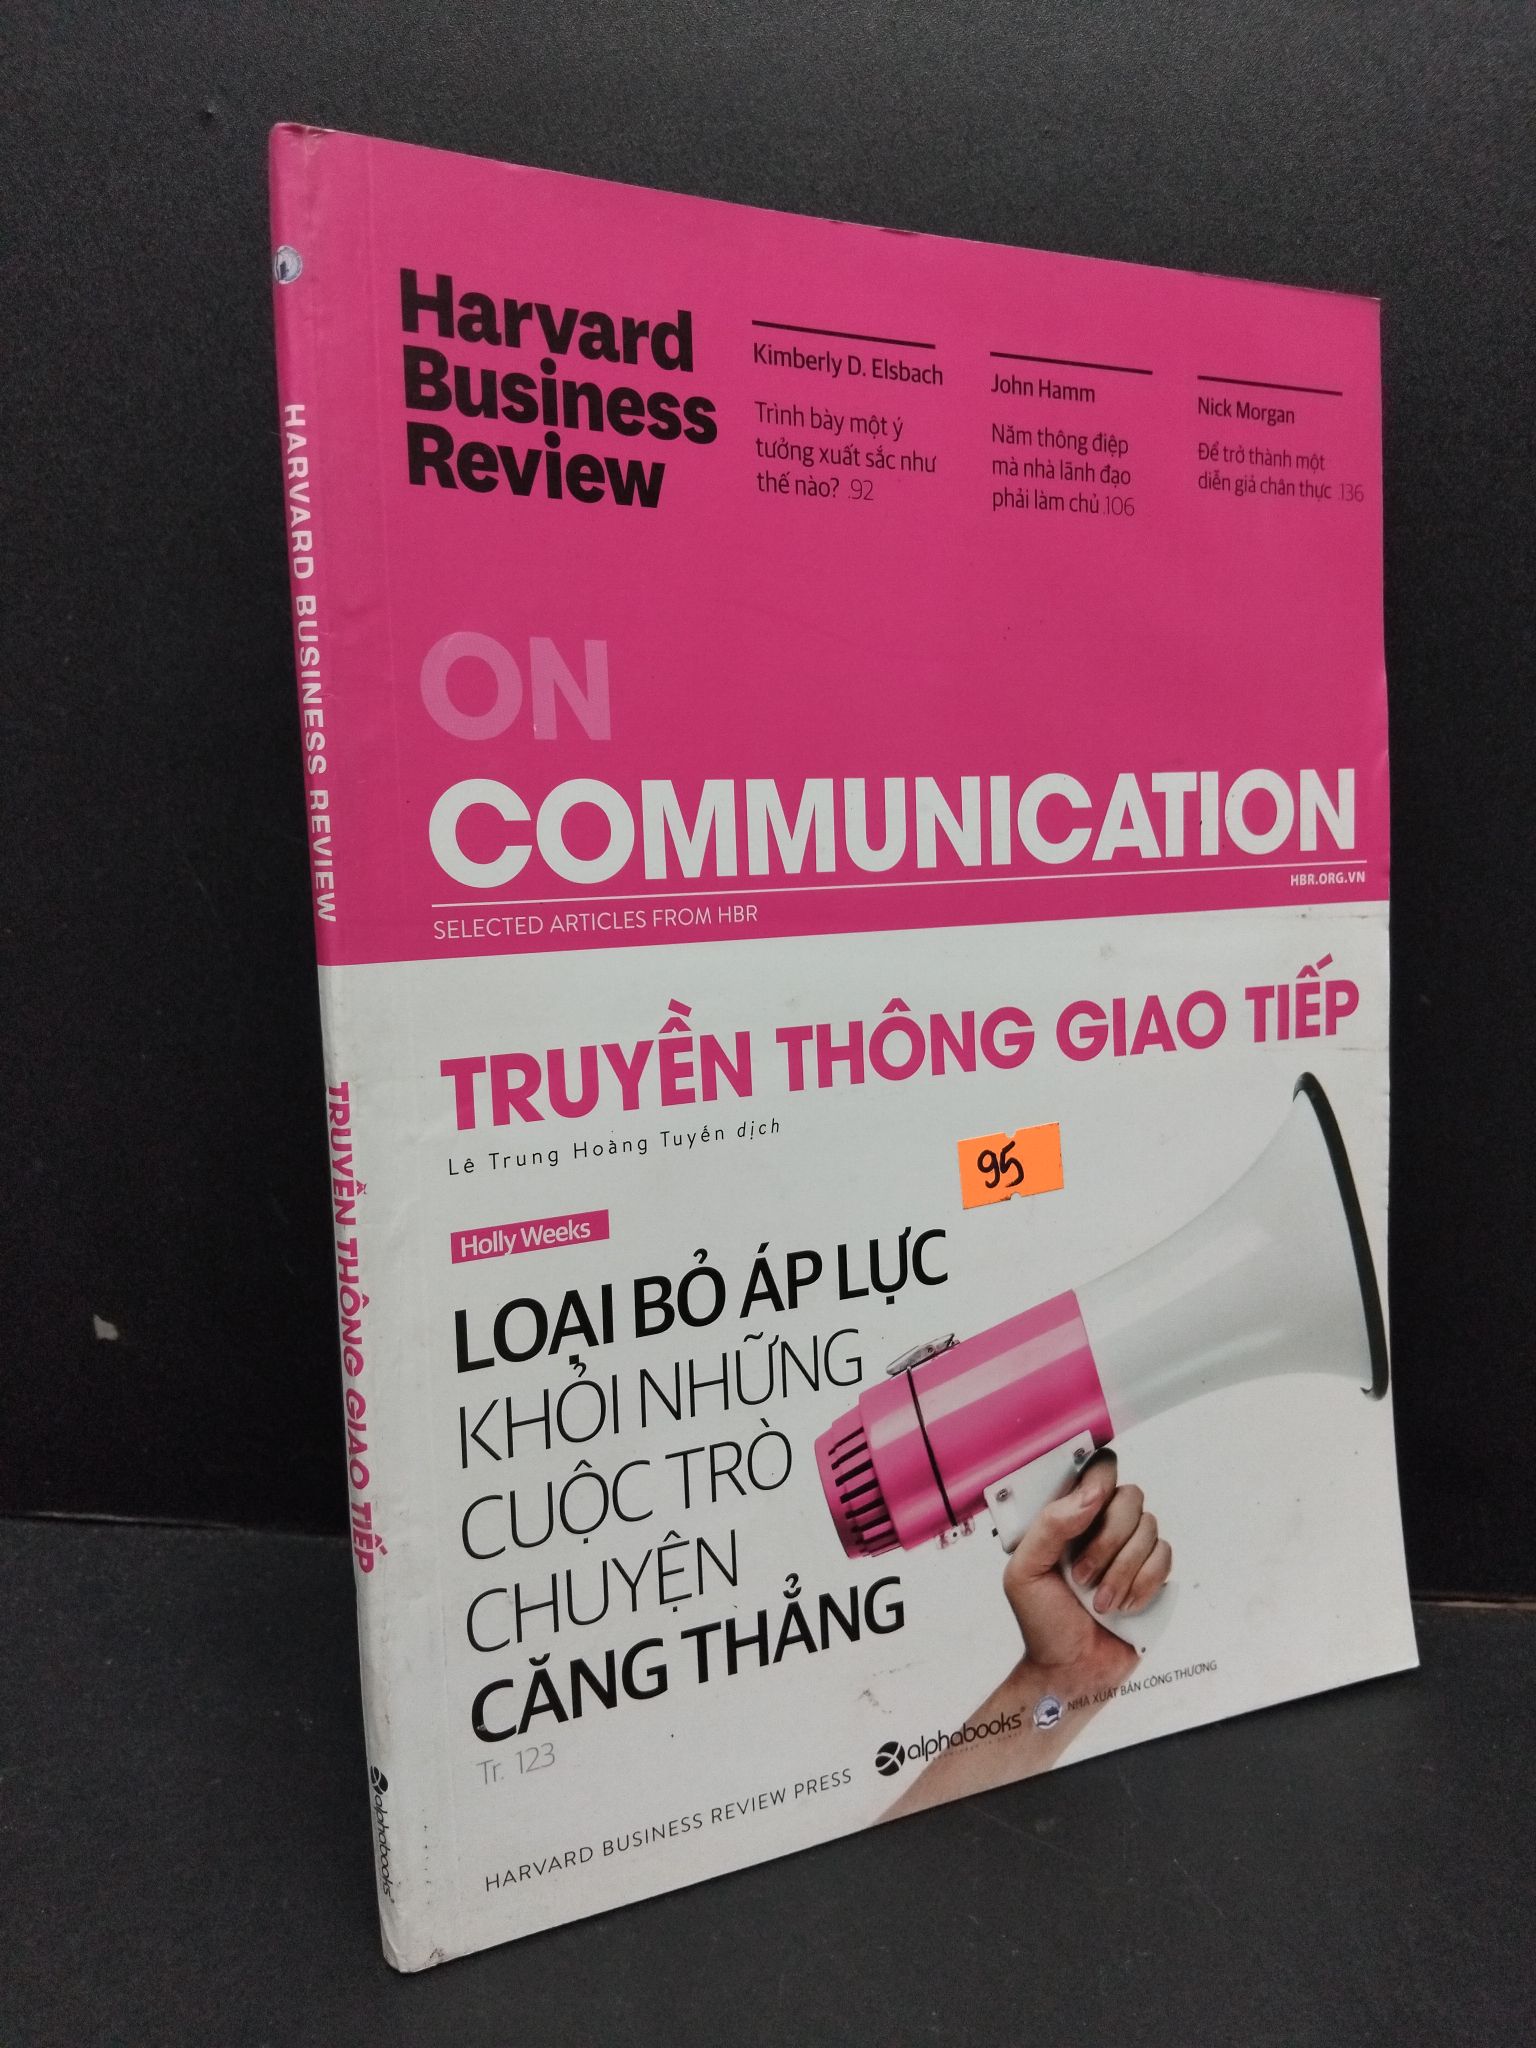 Harvard
Business
Review
Kimberly D. Elsbach
Trình bày một ý
tưởng xuất sắc như
thế nào? .92
John Hamm
Năm thông điệp
mà nhà lãnh đạo
phải làm chủ .106
Nick Morgan
Để trở thành một
diễn giả chân thực .136
ON
COMMUNICATION
HBR.ORG.VN
SELECTED ARTICLES FROM HBR
TRUYỀN THÔNG GIAO TIẾP
Lê Trung Hoàng Tuyến dịch
95
Holly Weeks
LOẠI BỎ ÁP LỰC
KHỎI NHỮNG
CUỘC TRÒ
CHUYỆN
CĂNG THẲNG
Tr. 123
HARVARD BUSINESS REVIEW PRESS
alphabooks
NHÀ XUẤT BẢN CÔNG THƯƠNG
HARVARD BUSINESS REVIEW
TRUYỀN THÔNG GIAO TIẾP
alphabooks